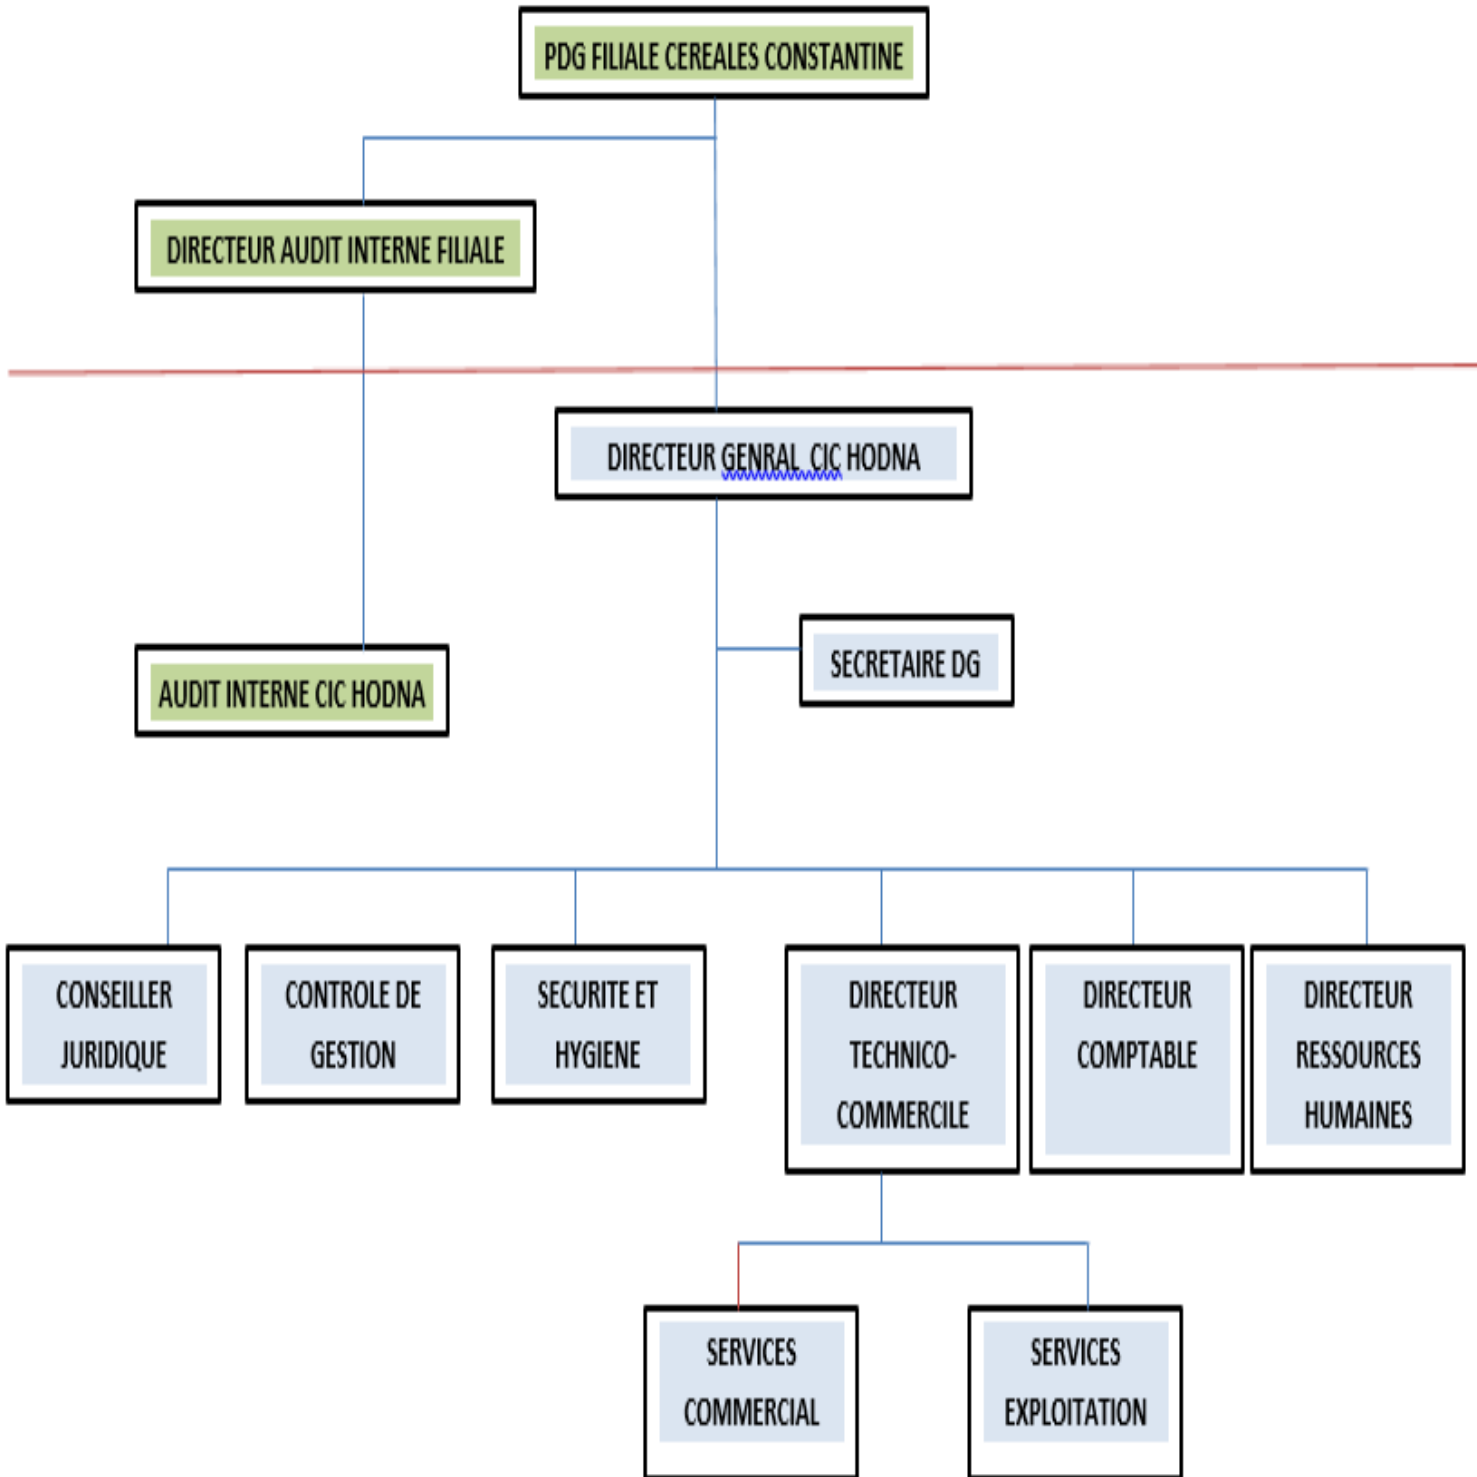 PDG FILIALE CEREALES CONSTANTINE
DIRECTEUR AUDIT INTERNE FILIALE
DIRECTEUR GENRAL CIC HODNA
SECRETAIRE DG
AUDIT INTERNE CIC HODNA
CONSEILLER
JURIDIQUE
CONTROLE DE
GESTION
SECURITE ET
HYGIENE
DIRECTEUR
TECHNICO-
COMMERCILE
DIRECTEUR
COMPTABLE
DIRECTEUR
RESSOURCES
HUMAINES
SERVICES
COMMERCIAL
SERVICES
EXPLOITATION